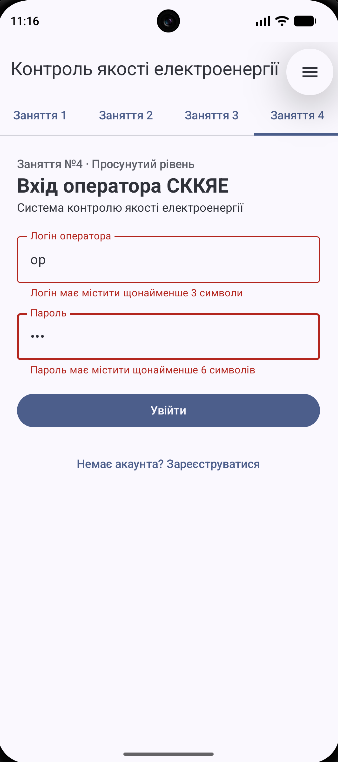 11:16
Контроль якості електроенергії
Заняття 1 Заняття 2 Заняття 3 Заняття 4
Заняття №4 · Просунутий рівень
Вхід оператора СККЯЕ
Система контролю якості електроенергії
Логін оператора
op
Логін має містити щонайменше 3 символи
Пароль
•••
Пароль має містити щонайменше 6 символів
Увійти
Немає акаунта? Зареєструватися